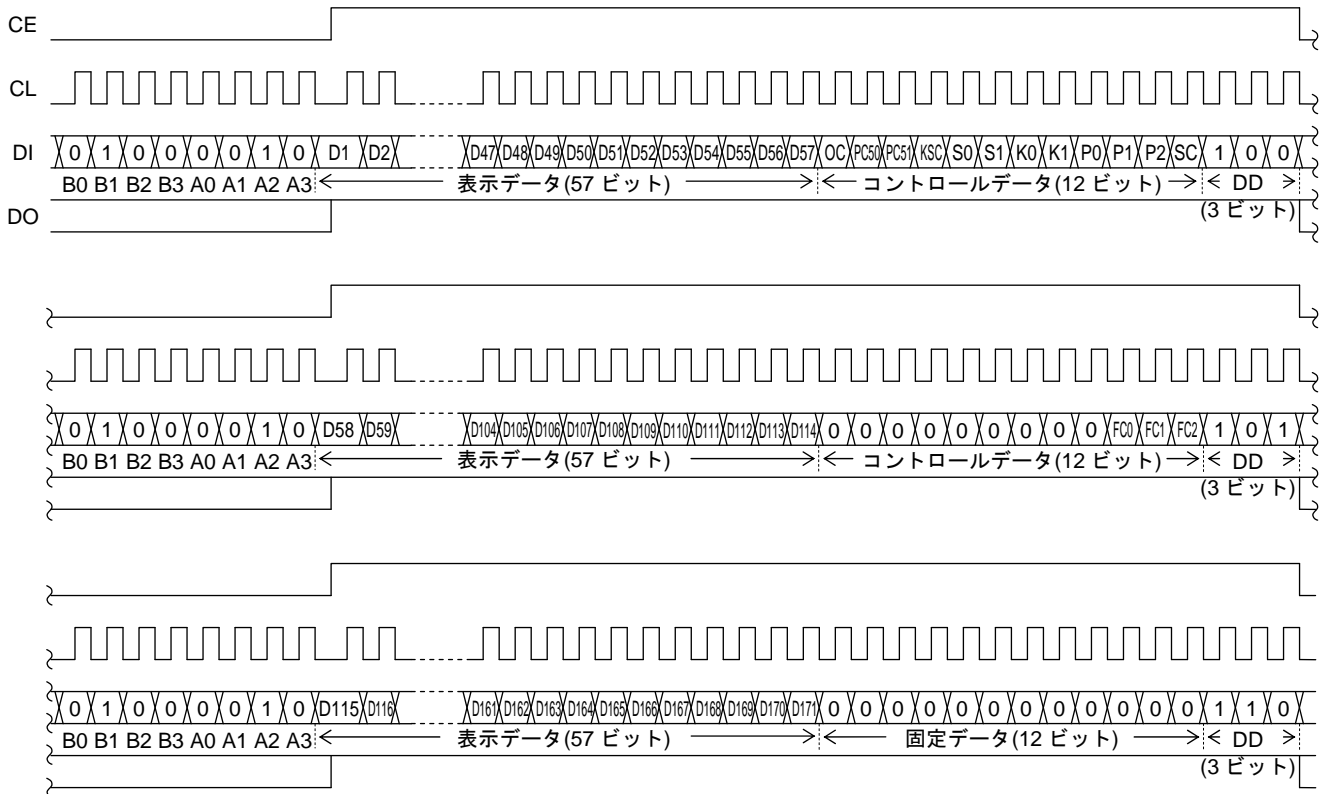 CE
CL
DI 0 1 0 0 0 0 1 0 D1 D2 D47 D48 D49 D50 D51 D52 D53 D54 D55 D56 D57 OC PC50 PC51 KSC S0 S1 K0 K1 P0 P1 P2 SC 1 0 0
B0 B1 B2 B3 A0 A1 A2 A3 表示データ(57 ビット) コントロールデータ(12 ビット) DD
DO (3 ビット)
0 1 0 0 0 0 1 0 D58 D59 D104 D105 D106 D107 D108 D109 D110 D111 D112 D113 D114 0 0 0 0 0 0 0 0 0 FC0 FC1 FC2 1 0 1
B0 B1 B2 B3 A0 A1 A2 A3 表示データ(57 ビット) コントロールデータ(12 ビット) DD
(3 ビット)
0 1 0 0 0 0 1 0 D115 D116 D161 D162 D163 D164 D165 D166 D167 D168 D169 D170 D171 0 0 0 0 0 0 0 0 0 0 0 0 1 1 0
B0 B1 B2 B3 A0 A1 A2 A3 表示データ(57 ビット) 固定データ(12 ビット) DD
(3 ビット)